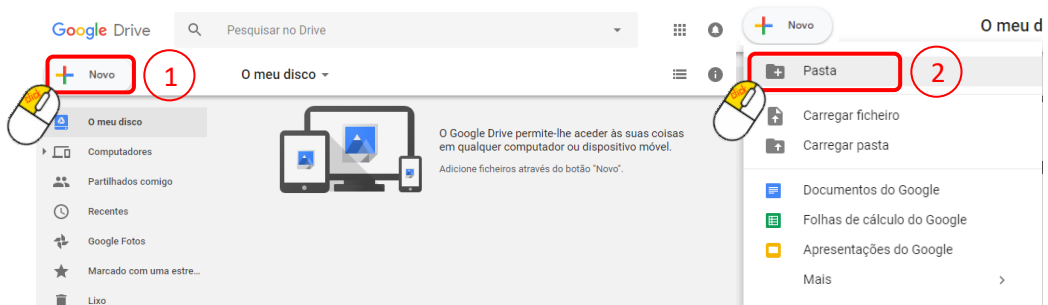 Google Drive
Pesquisar no Drive
Novo
1
O meu disco
click
O meu disco
Computadores
Partilhados comigo
Recentes
Google Fotos
Marcado com uma estre...
Lixo
O Google Drive permite-lhe aceder às suas coisas
em qualquer computador ou dispositivo móvel.
Adicione ficheiros através do botão "Novo".
Novo
O meu d
Pasta
2
click
Carregar ficheiro
Carregar pasta
Documentos do Google
Folhas de cálculo do Google
Apresentações do Google
Mais